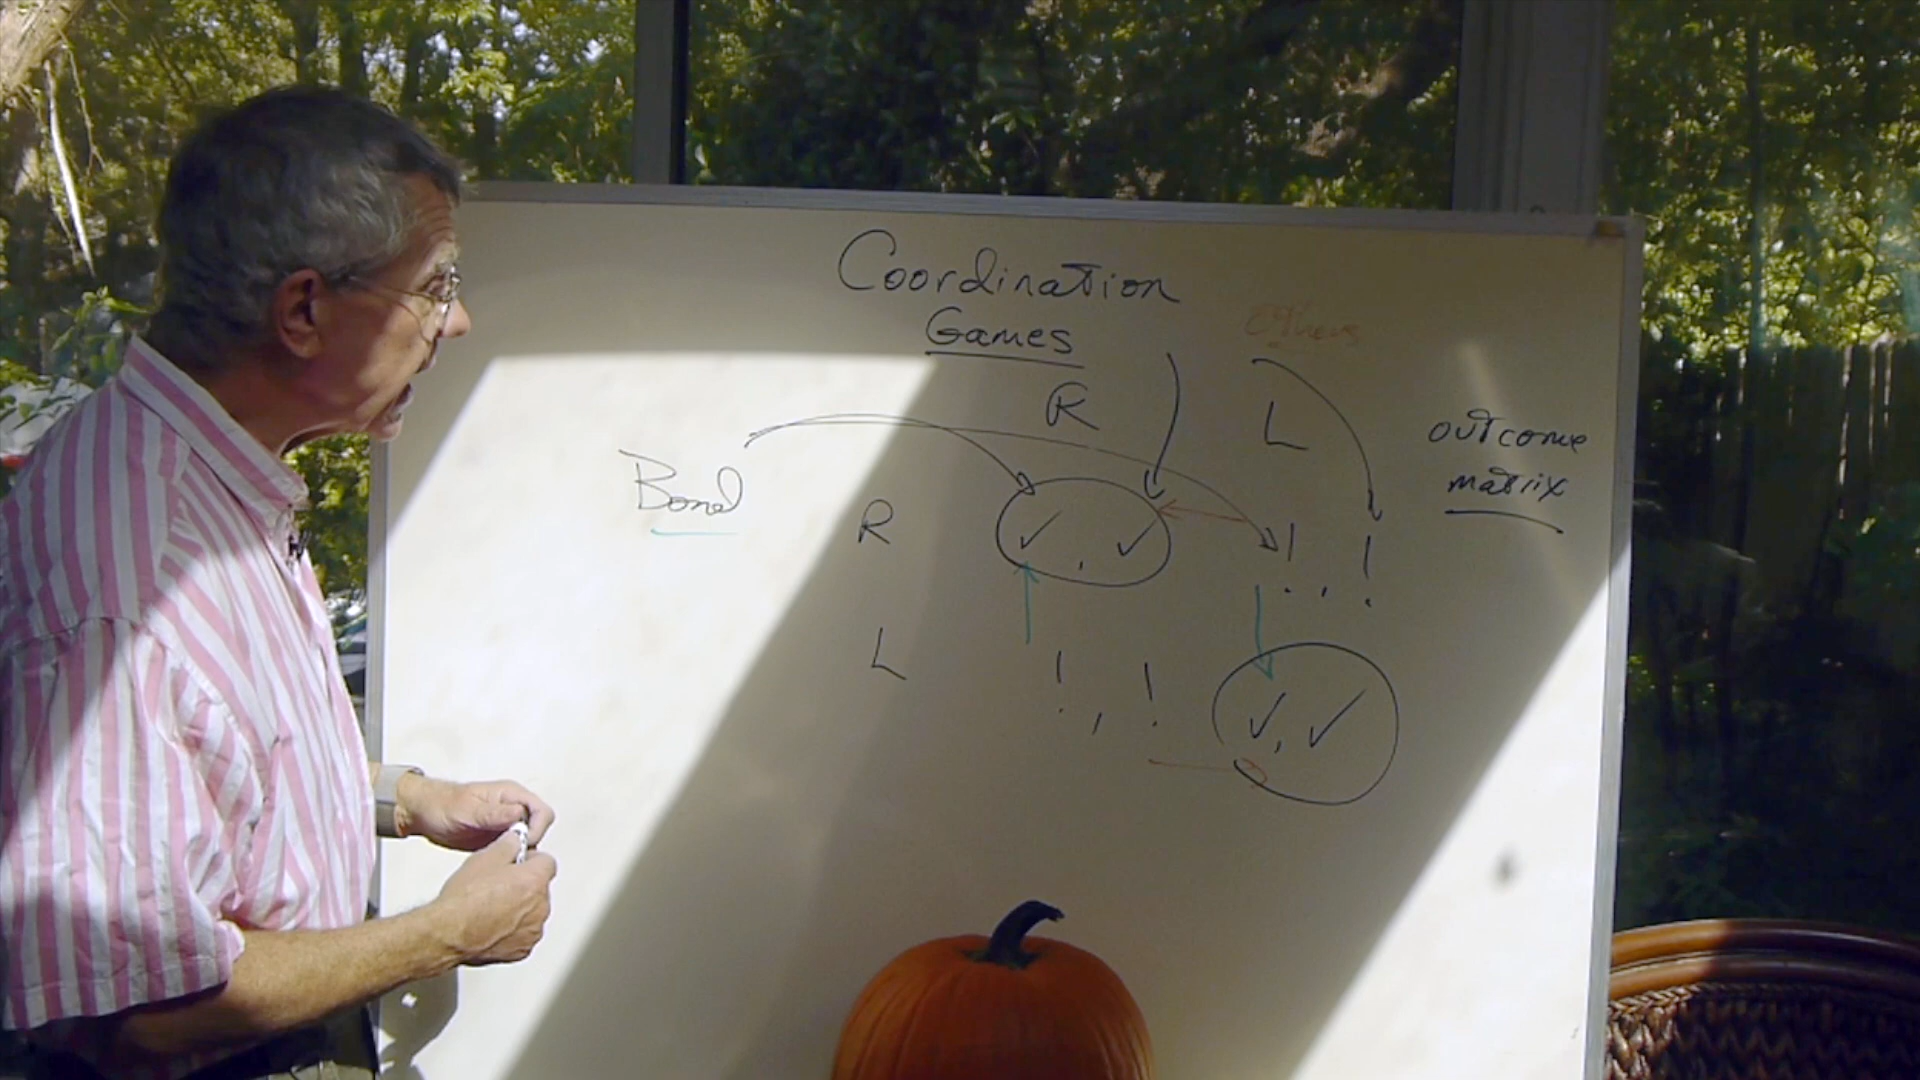 Coordination
Games
Others
R L
outcome
matrix
Bond
R ✓, ✓ !, !
L !, ! ✓, ✓